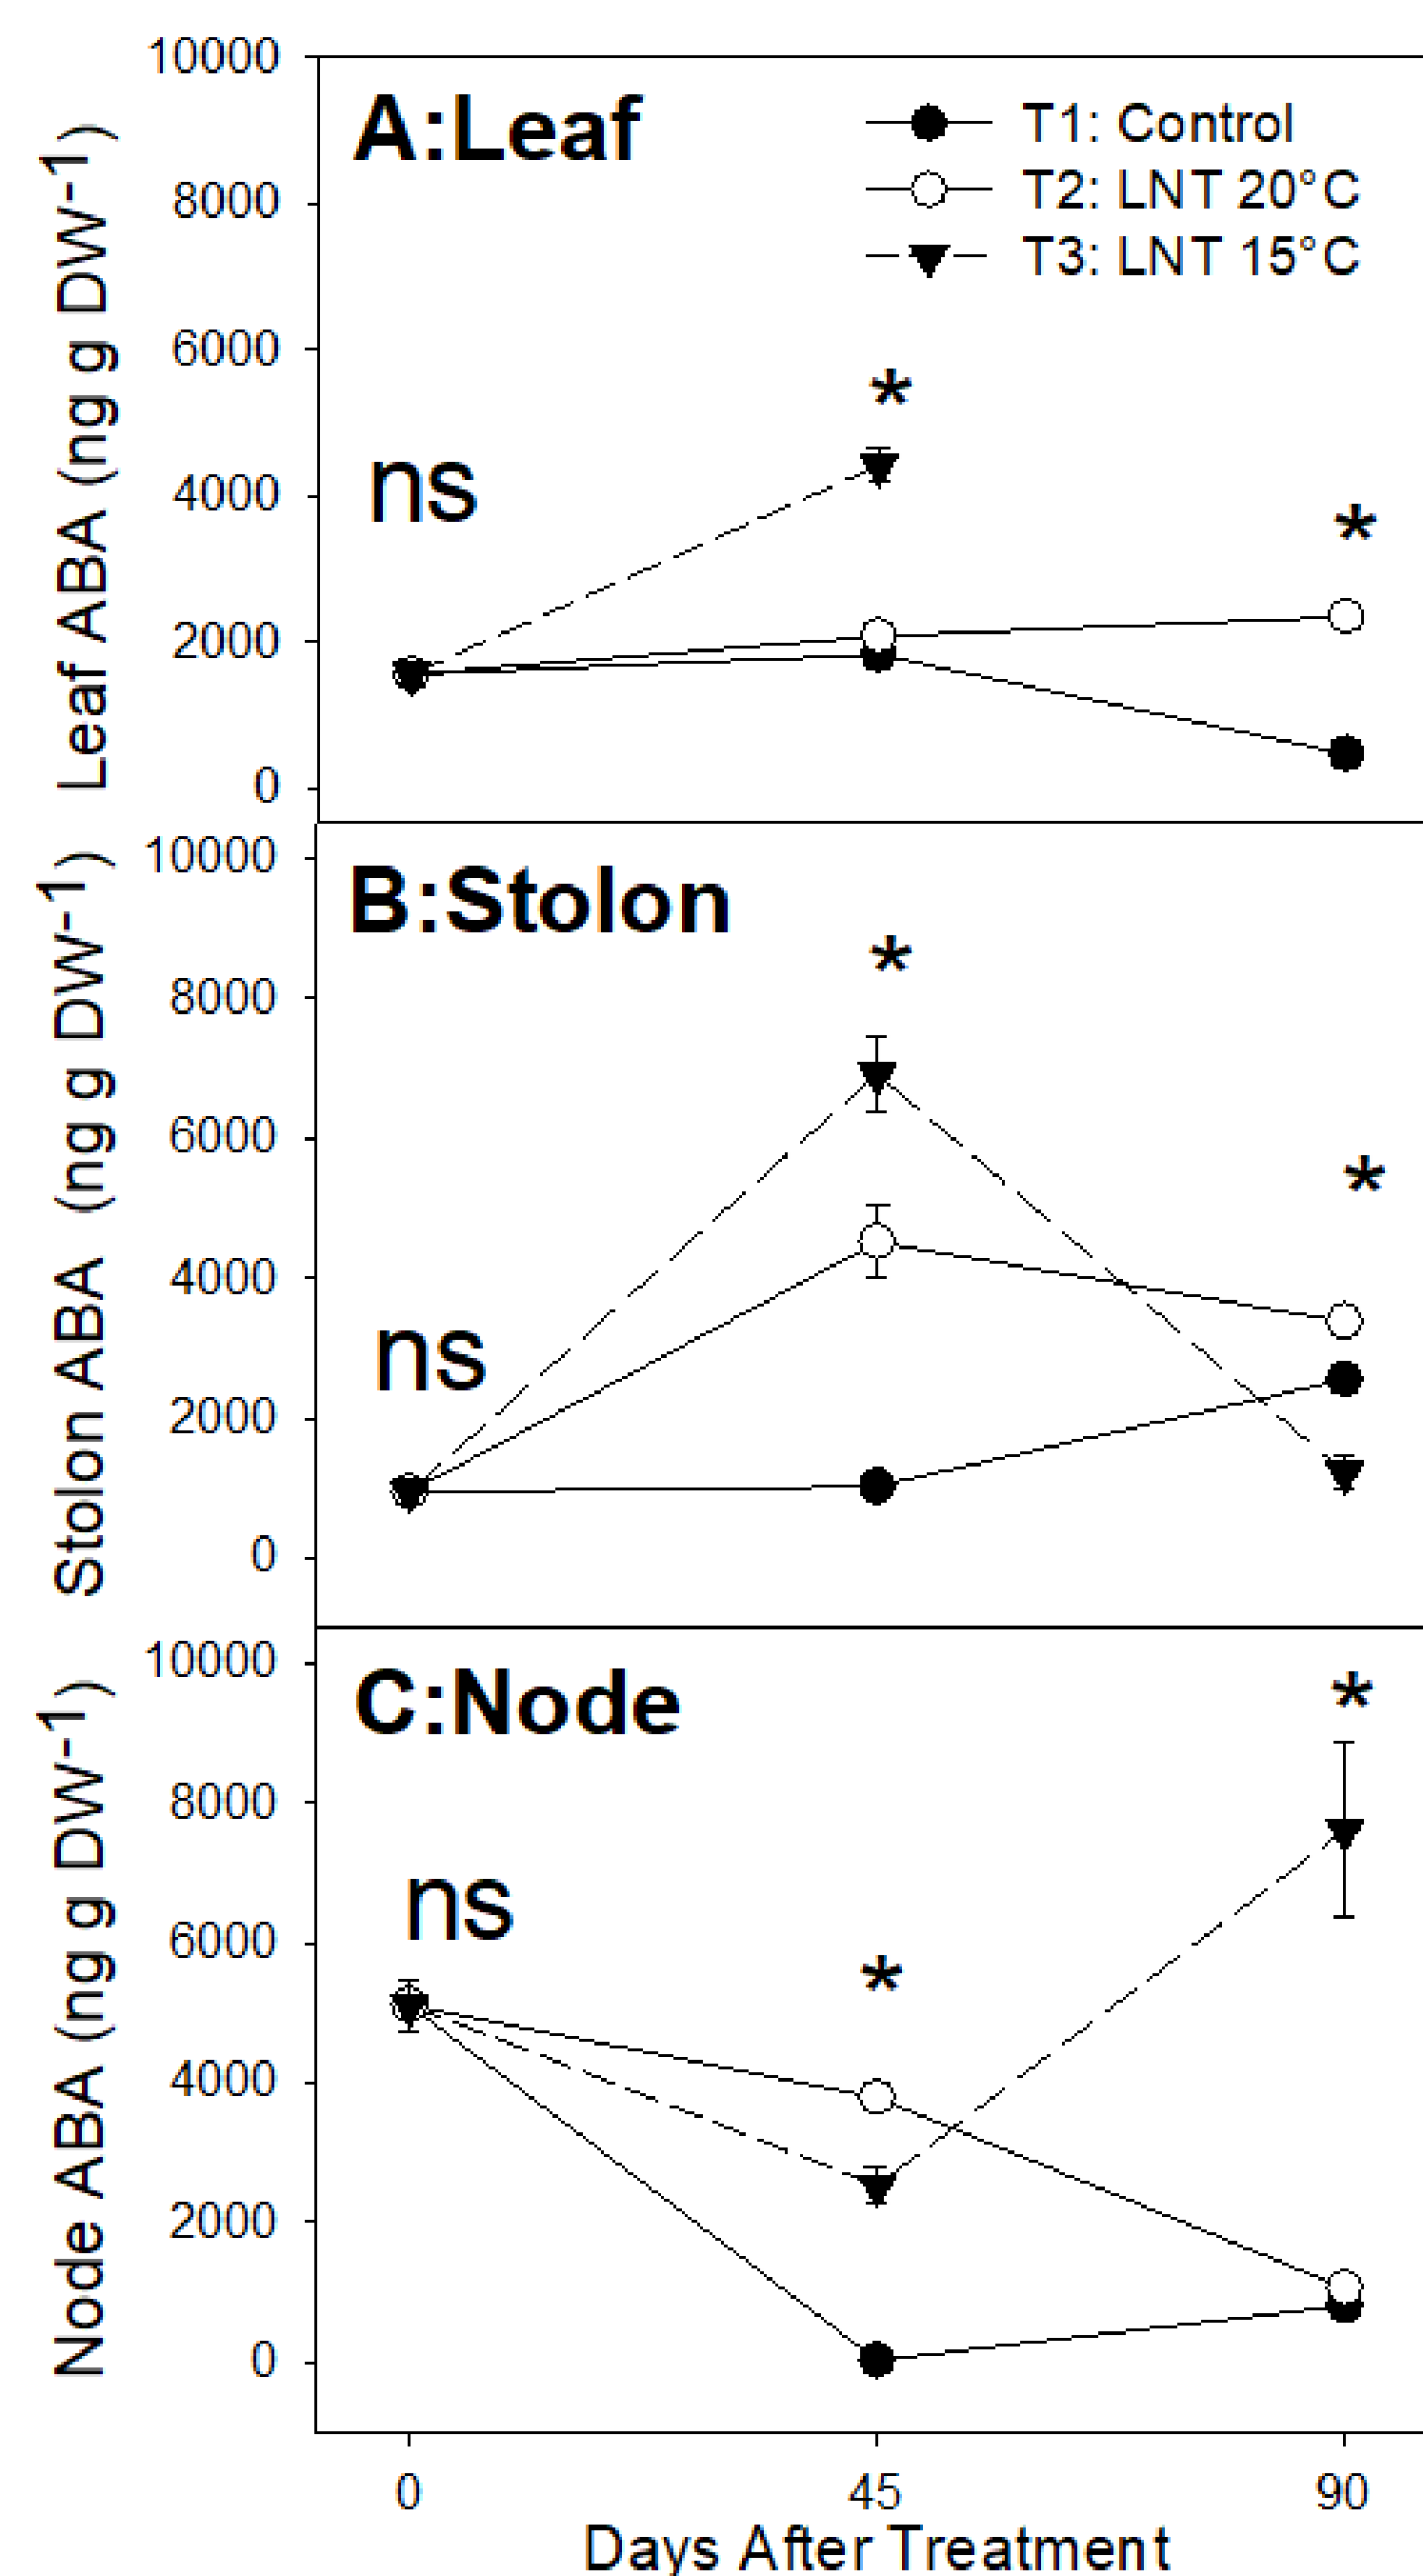 A:Leaf
T1: Control
T2: LNT 20°C
T3: LNT 15°C
Leaf ABA (ng g DW-1)
10000
8000
6000
4000
2000
0
ns
*
*
B:Stolon
Stolon ABA (ng g DW-1)
10000
8000
6000
4000
2000
0
ns
*
*
C:Node
Node ABA (ng g DW-1)
10000
8000
6000
4000
2000
0
ns
*
*
0 45 90
Days After Treatment